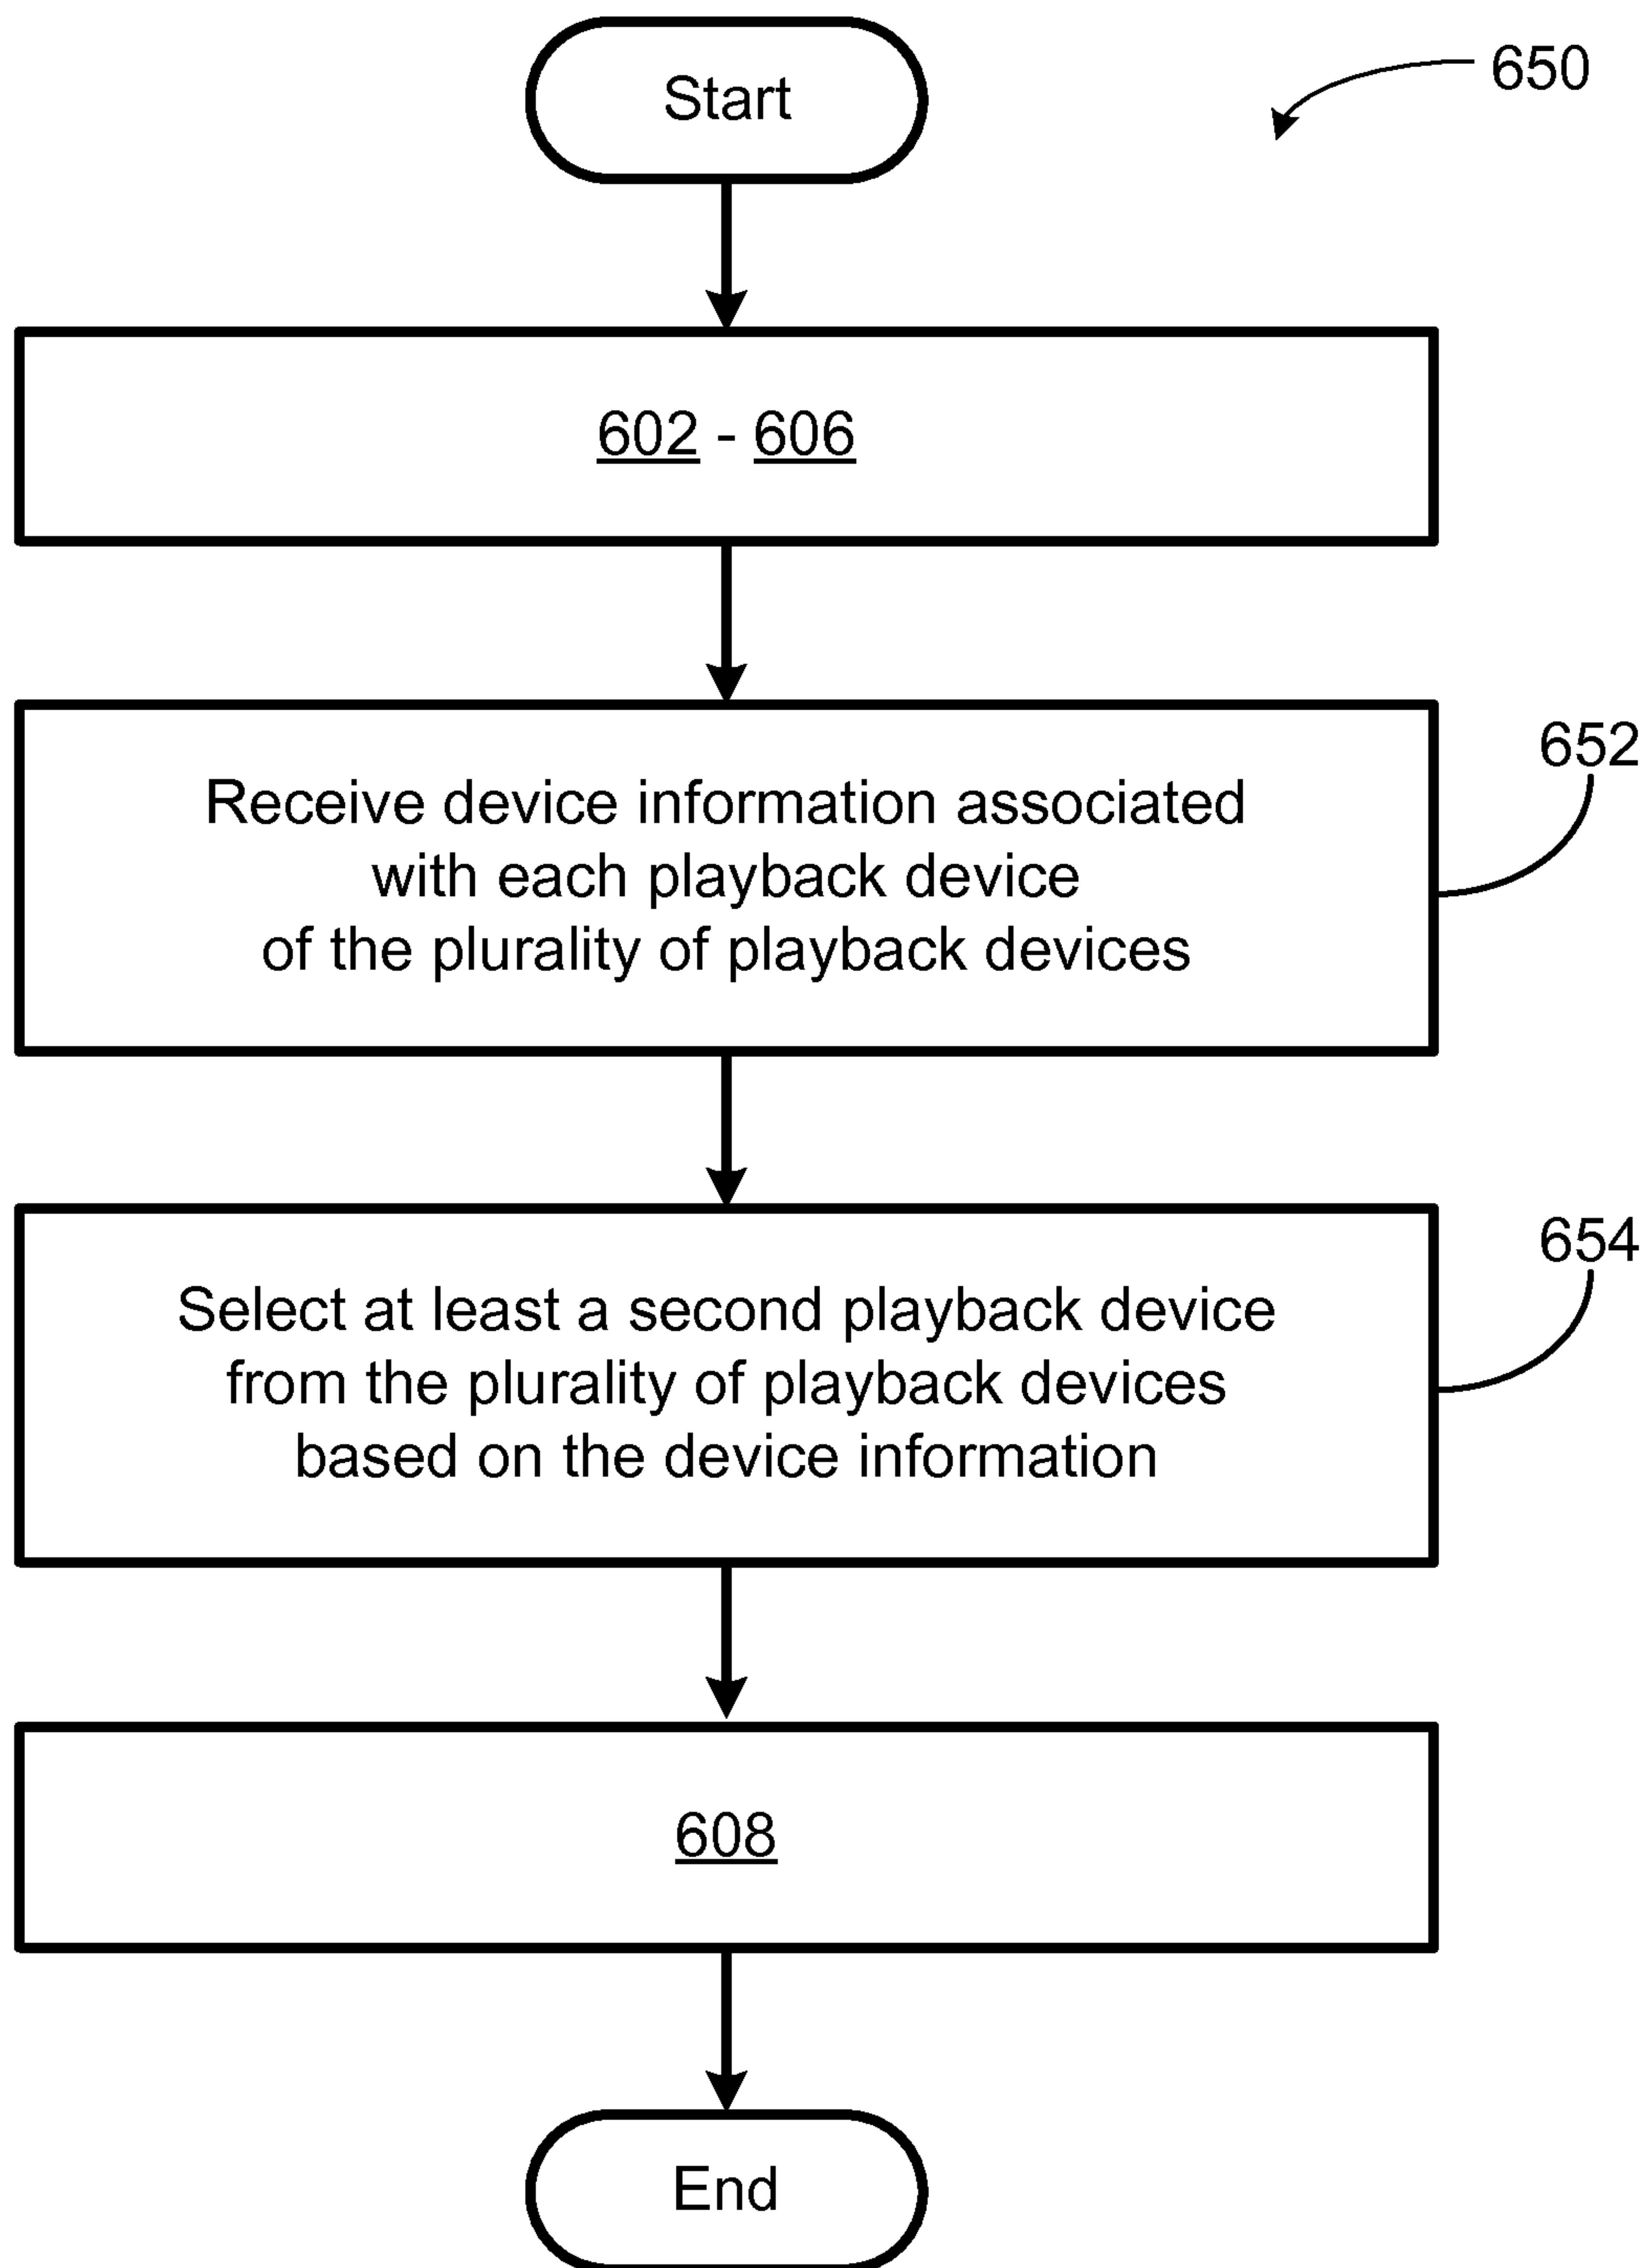 Start
650
602 - 606
652
Receive device information associated
with each playback device
of the plurality of playback devices
654
Select at least a second playback device
from the plurality of playback devices
based on the device information
608
End